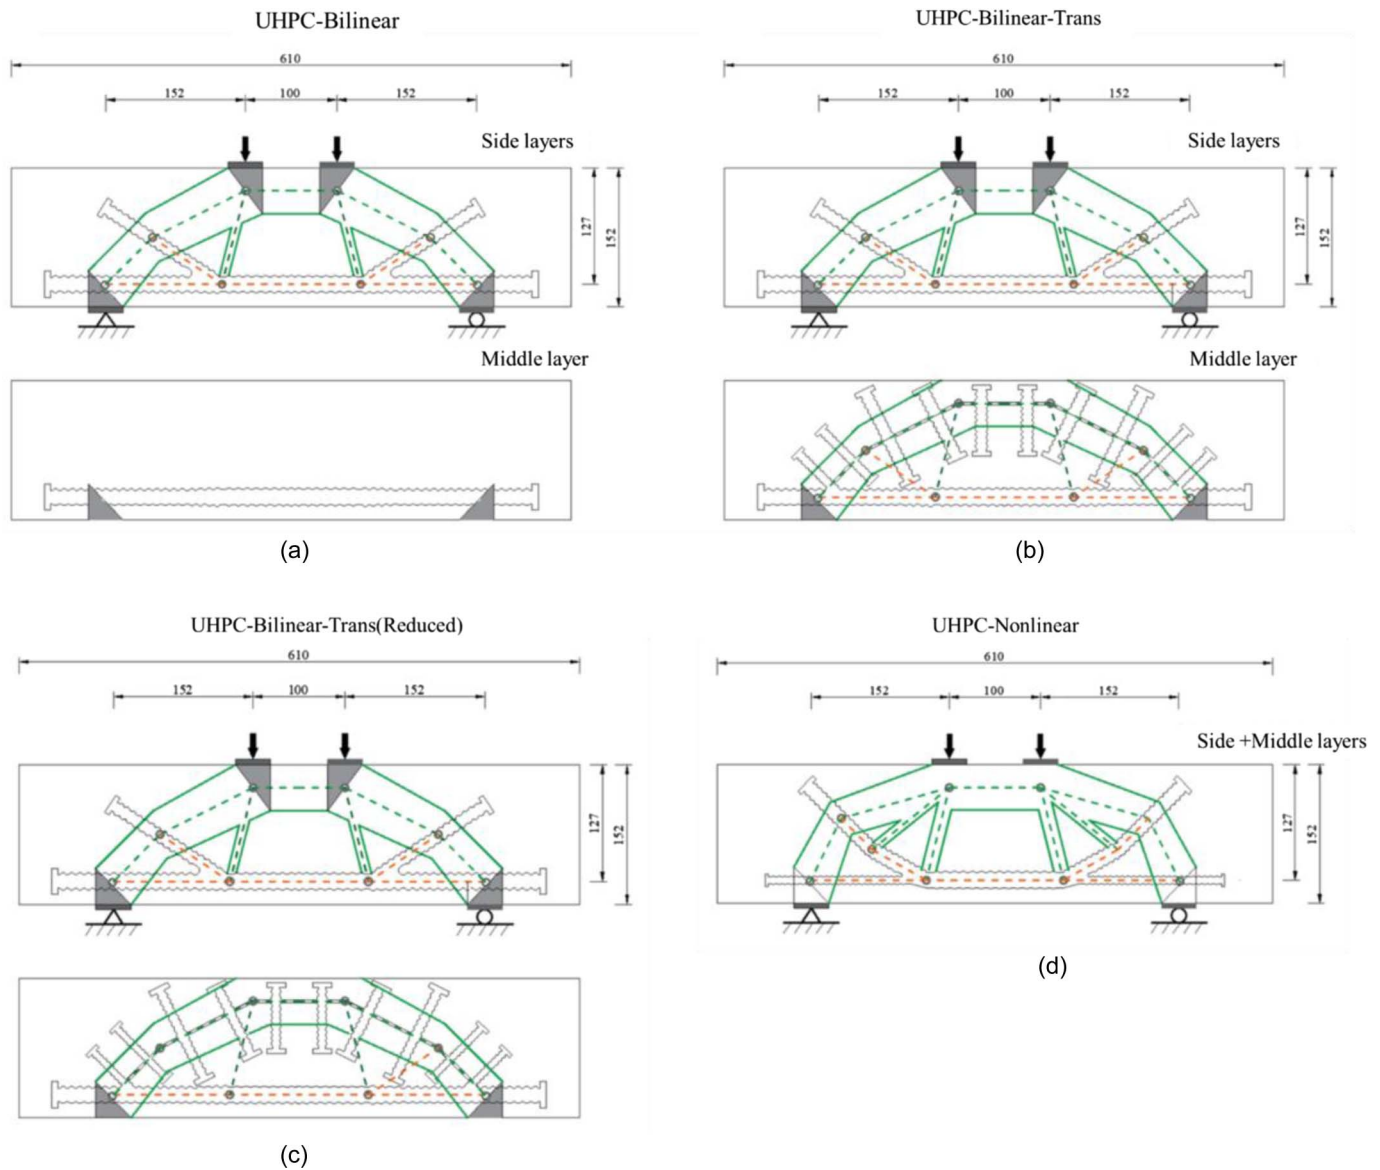 UHPC-Bilinear
610
152 100 152
Side layers
127
152
Middle layer
(a)
UHPC-Bilinear-Trans
610
152 100 152
Side layers
127
152
Middle layer
(b)
UHPC-Bilinear-Trans(Reduced)
610
152 100 152
127
152
(c)
UHPC-Nonlinear
610
152 100 152
Side +Middle layers
127
152
(d)